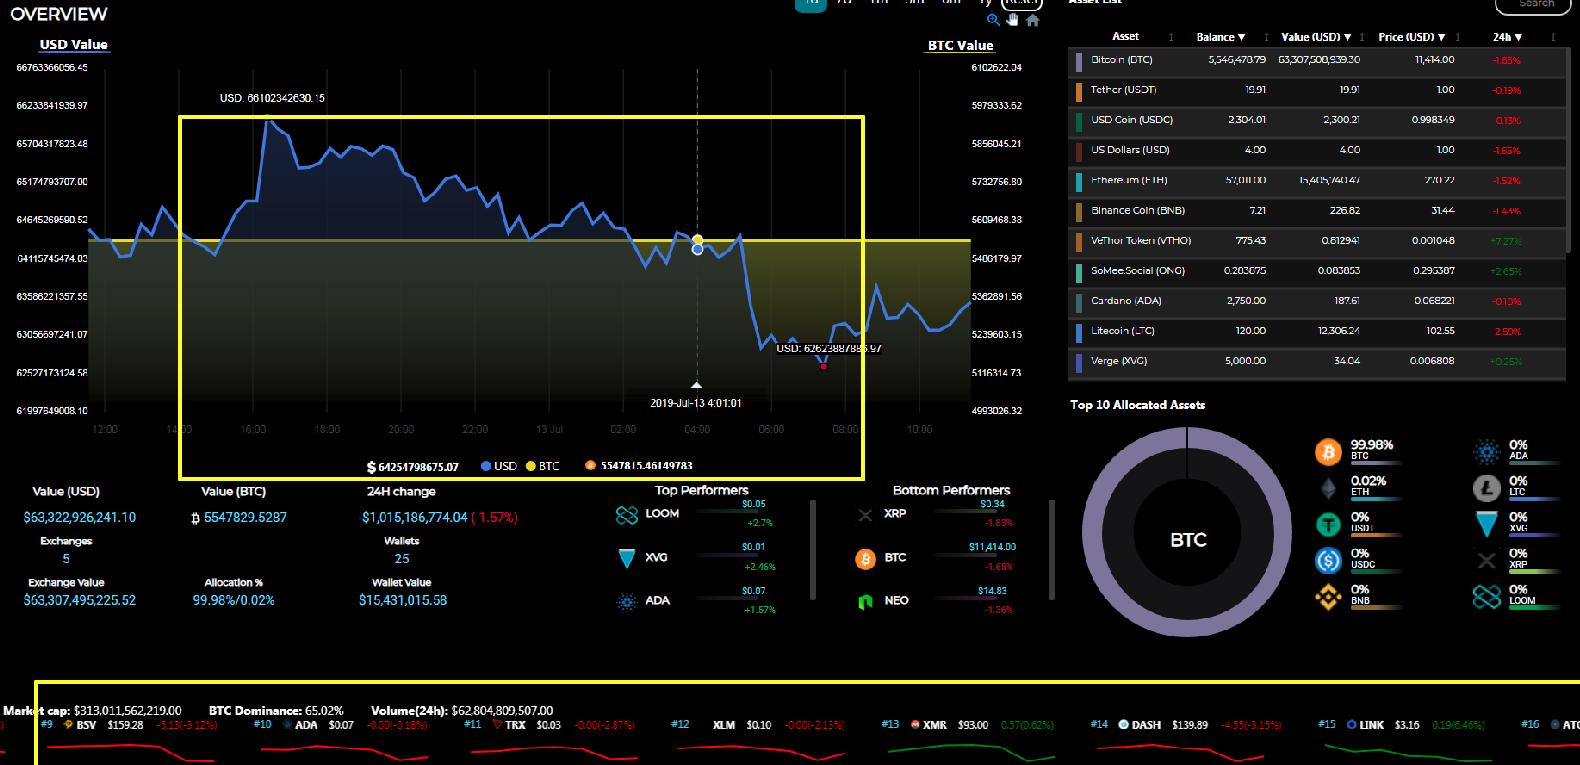 OVERVIEW
USD Value
BTC Value
66763366056.45
66233841939.97
65704317823.48
65174793707.00
64645269590.52
64115745474.03
63586221357.55
63056697241.07
62527173124.58
61997649008.10
6102622.04
5979333.62
5856045.21
5732756.80
5609468.38
5486179.97
5362891.56
5239603.15
5116314.73
4993026.32
USD: 66102342630.15
USD: 62623887886.97
2019-Jul-13 4:01:01
12:00 14:00 16:00 18:00 20:00 22:00 13 Jul 02:00 04:00 06:00 08:00 10:00
$ 64254798675.07 USD BTC 5547815.46149783
Value (USD) Value (BTC) 24H change
$63,322,926,241.10 ₿ 5547829.5287 $1,015,186,774.04 (-1.57%)
Exchanges Wallets
5 25
Exchange Value Allocation % Wallet Value
$63,307,495,225.52 99.98%/0.02% $15,431,015.58
Top Performers
LOOM $0.05 +2.7%
XVG $0.01 +2.46%
ADA $0.07 +1.57%
Bottom Performers
XRP $0.34 -1.83%
BTC $11,414.00 -1.65%
NEO $14.83 -1.36%
Asset List
Search
Asset Balance ▼ Value (USD) ▼ Price (USD) ▼ 24h ▼
Bitcoin (BTC) 5,546,478.79 63,307,508,939.30 11,414.00 -1.65%
Tether (USDT) 19.91 19.91 1.00 -0.19%
USD Coin (USDC) 2,304.01 2,300.21 0.998349 -0.13%
US Dollars (USD) 4.00 4.00 1.00 -1.65%
Ethereum (ETH) 57,011.00 15,405,740.47 270.22 -1.52%
Binance Coin (BNB) 7.21 226.82 31.44 -1.43%
VeThor Token (VTHO) 775.43 0.812941 0.001048 +7.27%
SoMee.Social (ONG) 0.283875 0.083853 0.295387 +2.65%
Cardano (ADA) 2,750.00 187.61 0.068221 -0.18%
Litecoin (LTC) 120.00 12,306.24 102.55 -2.50%
Verge (XVG) 5,000.00 34.04 0.006808 +0.25%
Top 10 Allocated Assets
BTC
99.98% BTC
0.02% ETH
0% USDT
0% USDC
0% BNB
0% ADA
0% LTC
0% XVG
0% XRP
0% LOOM
Market cap: $313,011,562,219.00 BTC Dominance: 65.02% Volume(24h): $62,804,809,507.00
#9 BSV $159.28 -5.13(-3.12%) #10 ADA $0.07 -0.00(-0.18%) #11 TRX $0.03 -0.00(-2.87%) #12 XLM $0.10 -0.00(-2.15%) #13 XMR $93.00 0.57(0.62%) #14 DASH $139.89 -4.55(-3.15%) #15 LINK $3.16 0.19(6.46%) #16